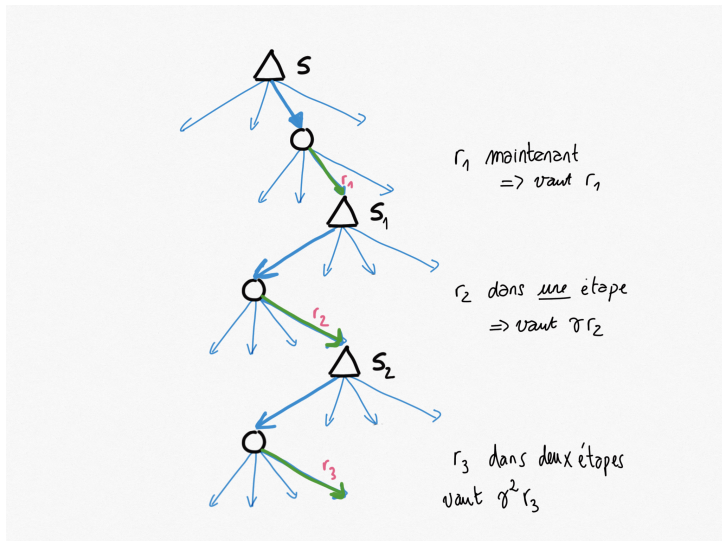 S
r₁
S₁
r₁ maintenant
=> vaut r₁
r₂
S₂
r₂ dans une étape
=> vaut γr₂
r₃
r₃ dans deux étapes
vaut γ²r₃